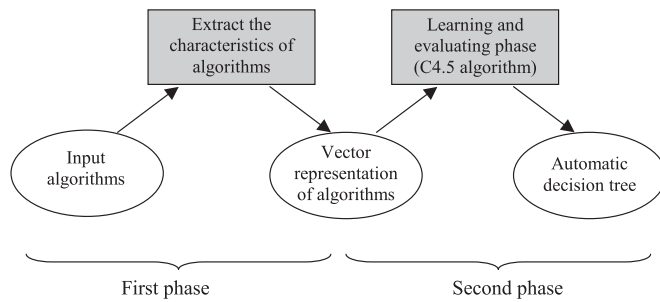 Extract the
characteristics of
algorithms
Learning and
evaluating phase
(C4.5 algorithm)
Input
algorithms
Vector
representation
of algorithms
Automatic
decision tree
First phase
Second phase